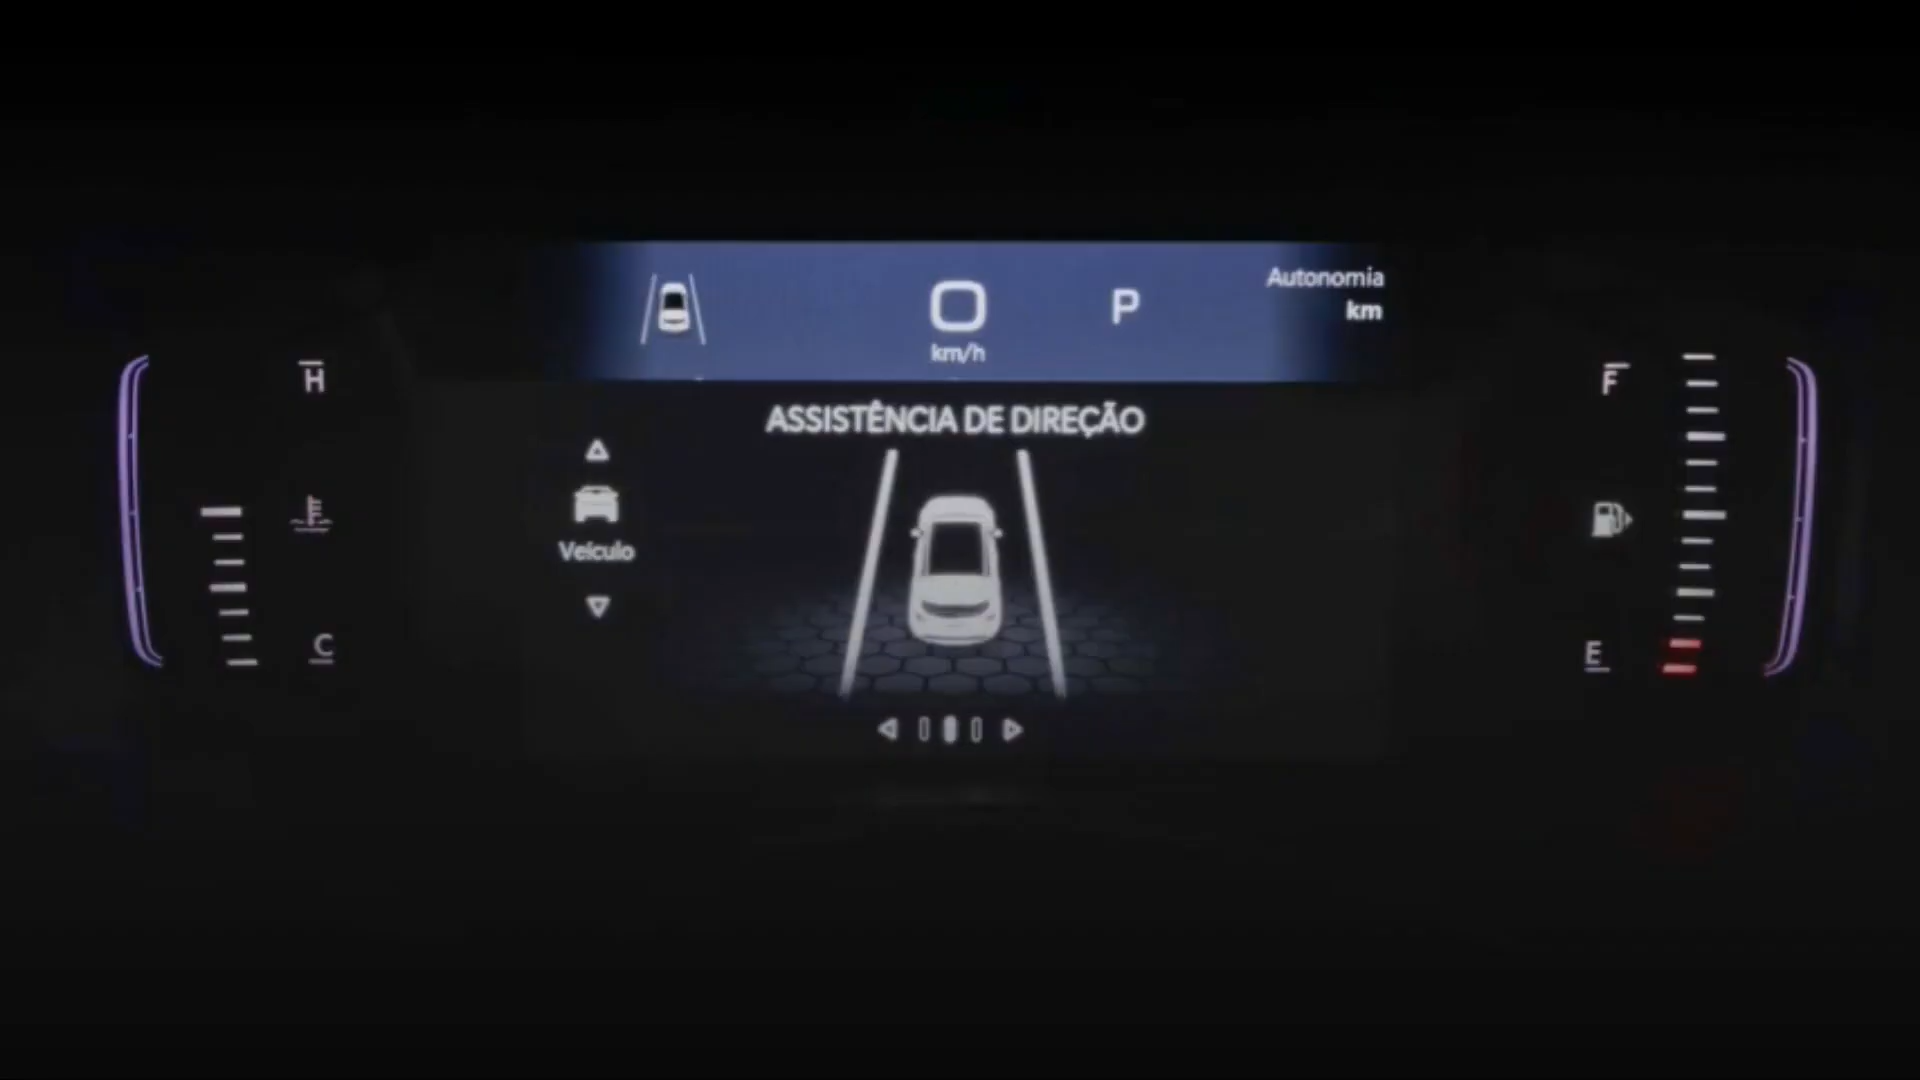 Autonomia
km
0
P
km/h
H
F
ASSISTÊNCIA DE DIREÇÃO
Veículo
C
E